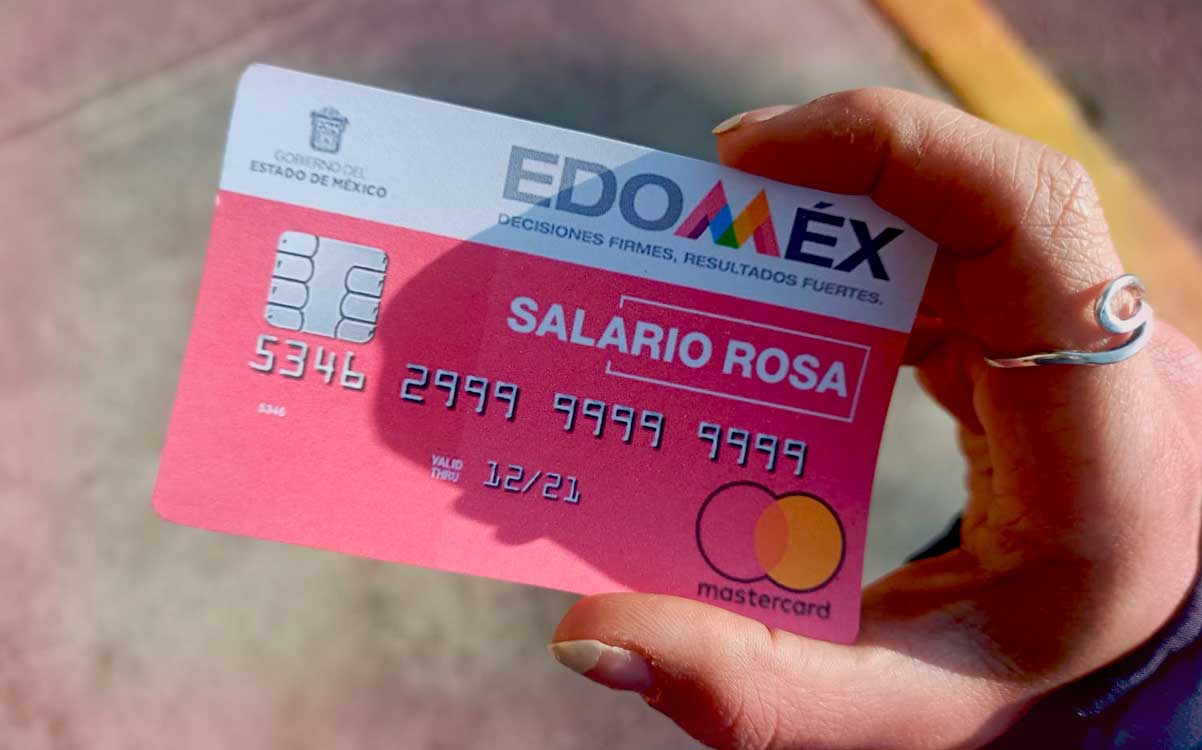 GOBIERNO DEL
ESTADO DE MÉXICO
EDOMÉX
DECISIONES FIRMES, RESULTADOS FUERTES.
SALARIO ROSA
5346 2999 9999 9999
5346
VALID
THRU
12/21
mastercard